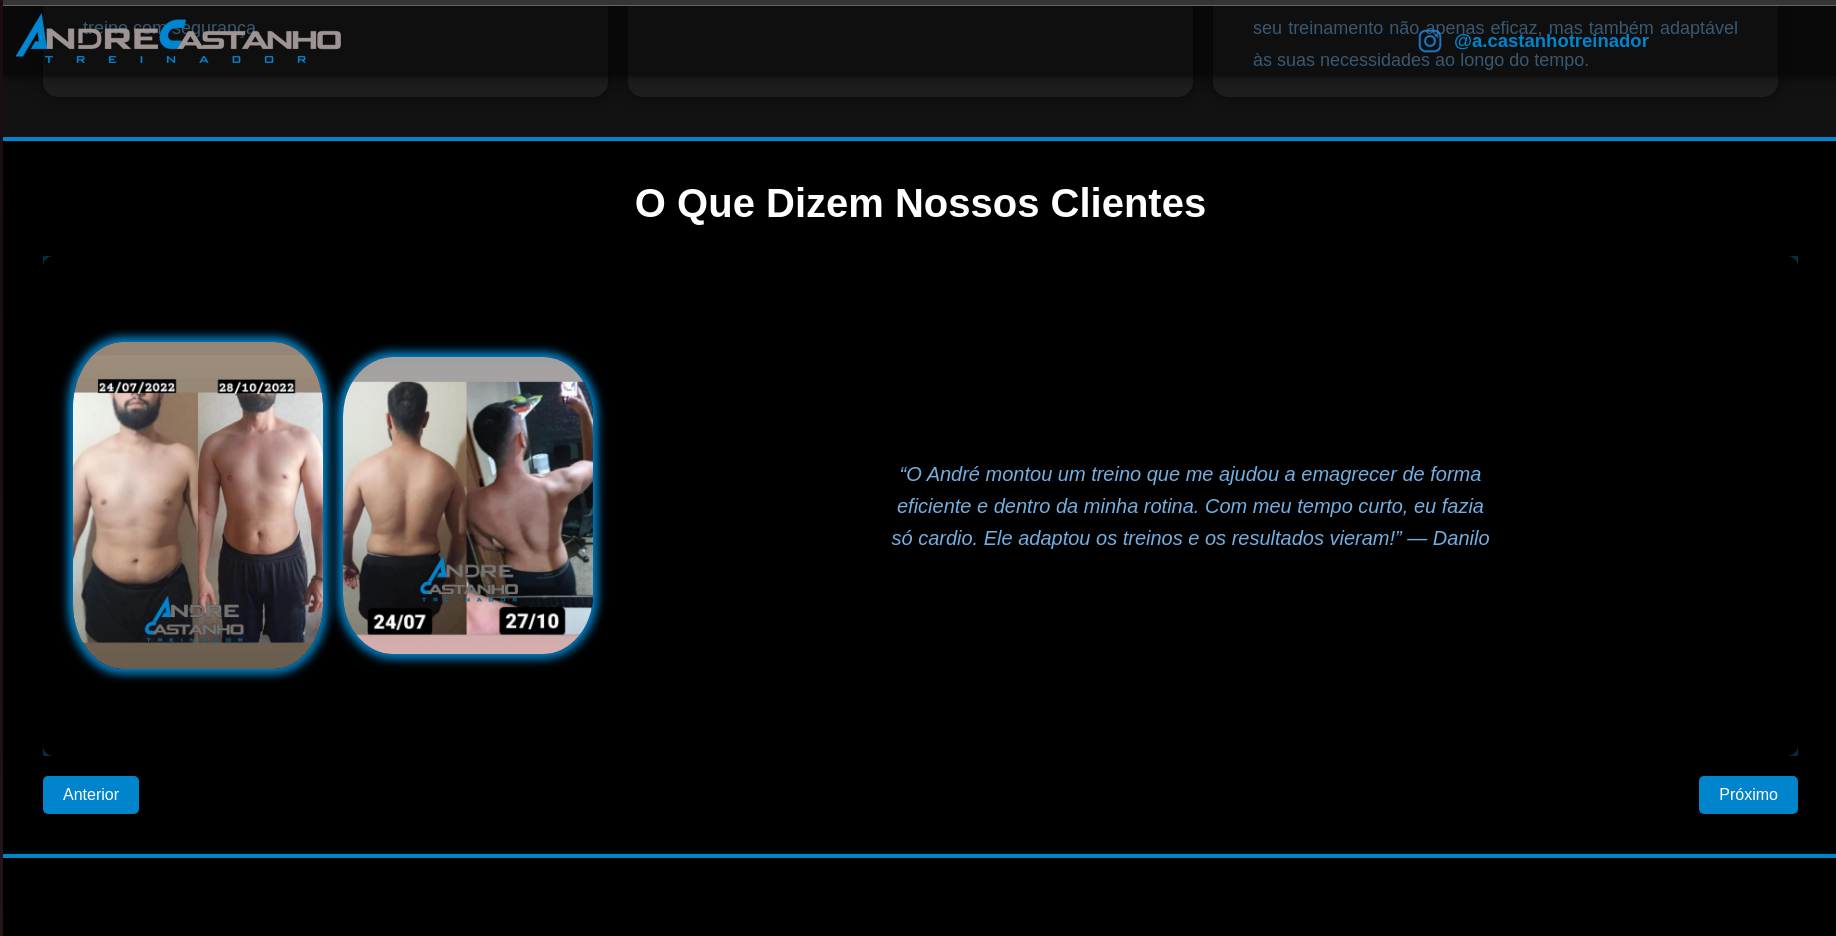 treino com segurança
ANDRECASTANHO
TREINADOR
seu treinamento não apenas eficaz, mas também adaptável
@a.castanhotreinador
às suas necessidades ao longo do tempo.
O Que Dizem Nossos Clientes
24/07/2022
28/10/2022
ANDRE
CASTANHO
TREINADOR
ANDRE
CASTANHO
TREINADOR
24/07
27/10
“O André montou um treino que me ajudou a emagrecer de forma
eficiente e dentro da minha rotina. Com meu tempo curto, eu fazia
só cardio. Ele adaptou os treinos e os resultados vieram!” — Danilo
Anterior
Próximo